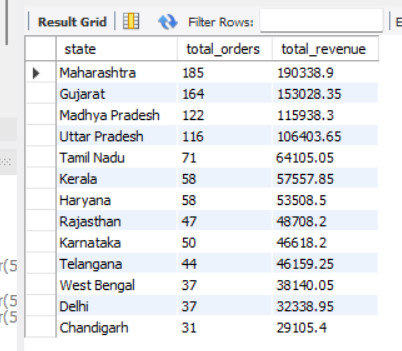 Result Grid Filter Rows: E
state total_orders total_revenue
Maharashtra 185 190338.9
Gujarat 164 153028.35
Madhya Pradesh 122 115938.3
Uttar Pradesh 116 106403.65
Tamil Nadu 71 64105.05
Kerala 58 57557.85
Haryana 58 53508.5
Rajasthan 47 48708.2
Karnataka 50 46618.2
r(5 Telangana 44 46159.25
West Bengal 37 38140.05
r(5 Delhi 37 32338.95
r(5 Chandigarh 31 29105.4